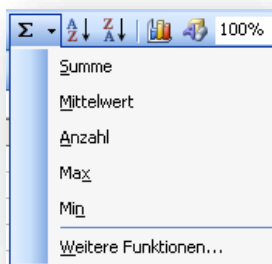 Σ A Z Z A 100%
Summe
Mittelwert
Anzahl
Max
Min
Weitere Funktionen...